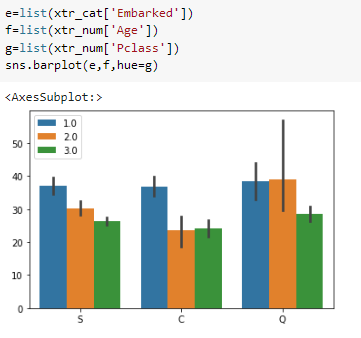 e=list(xtr_cat['Embarked'])
f=list(xtr_num['Age'])
g=list(xtr_num['Pclass'])
sns.barplot(e,f,hue=g)
<AxesSubplot:>
1.0
2.0
3.0
50
40
30
20
10
0
S C Q